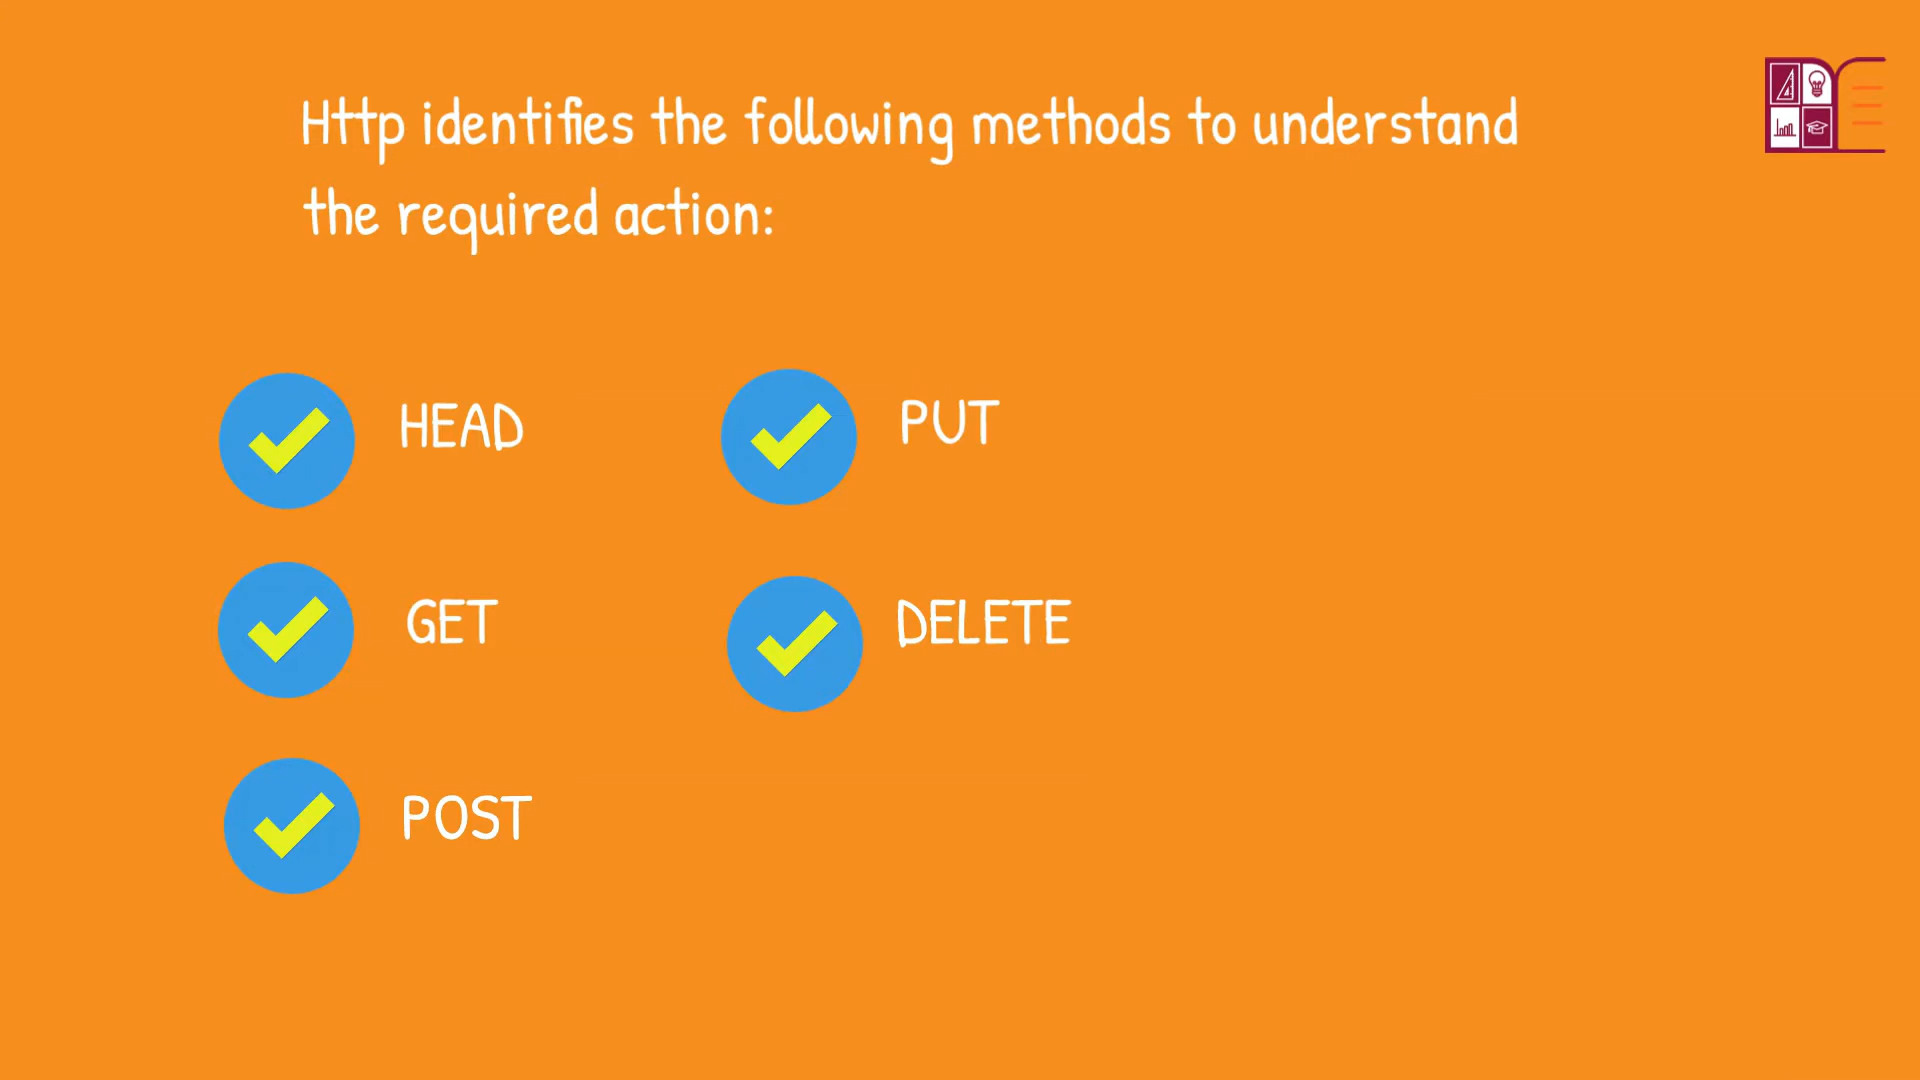 Http identifies the following methods to understand
the required action:
HEAD
GET
POST
PUT
DELETE